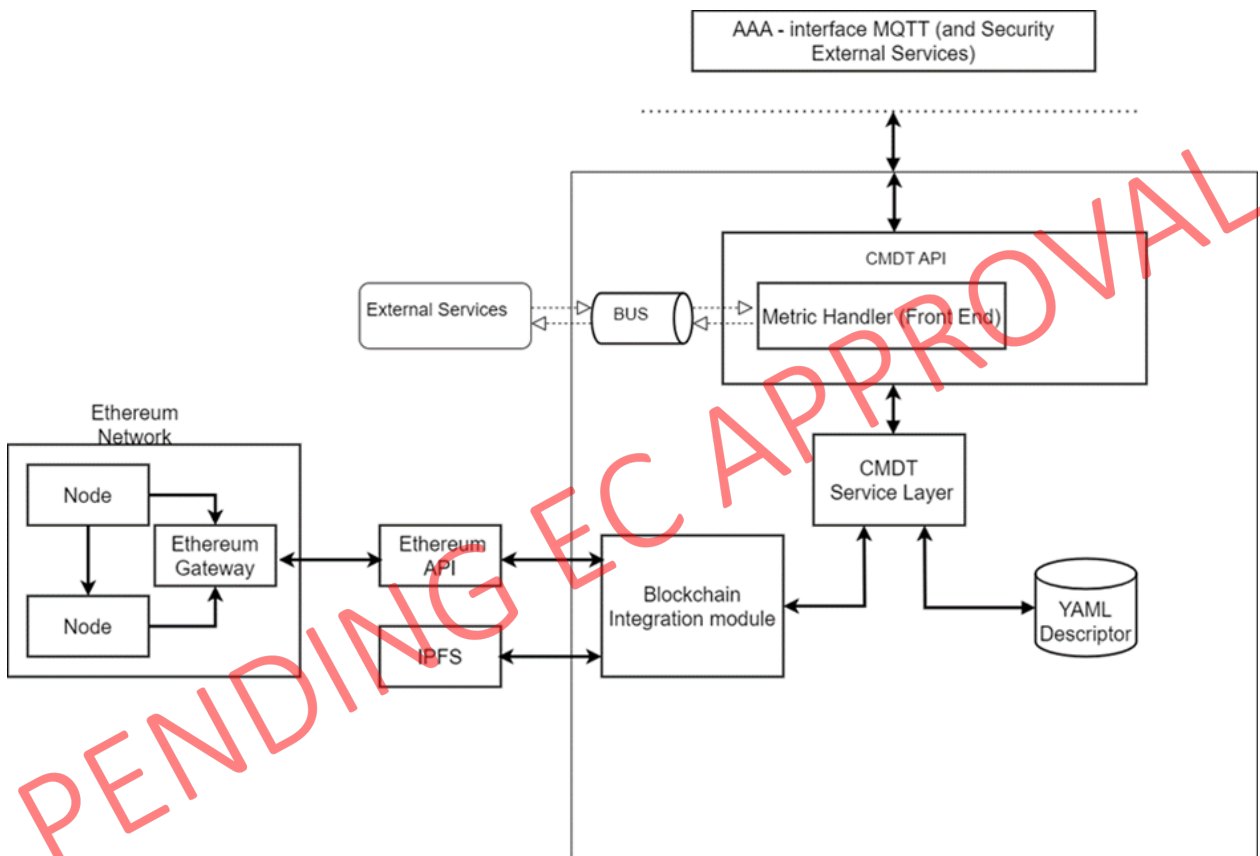 AAA - interface MQTT (and Security
External Services)
CMDT API
External Services
BUS
Metric Handler (Front End)
Ethereum
Network
CMDT
Service Layer
Node
Ethereum
Gateway
Ethereum
API
Blockchain
Integration module
YAML
Descriptor
Node
IPFS
PENDING EC APPROVAL